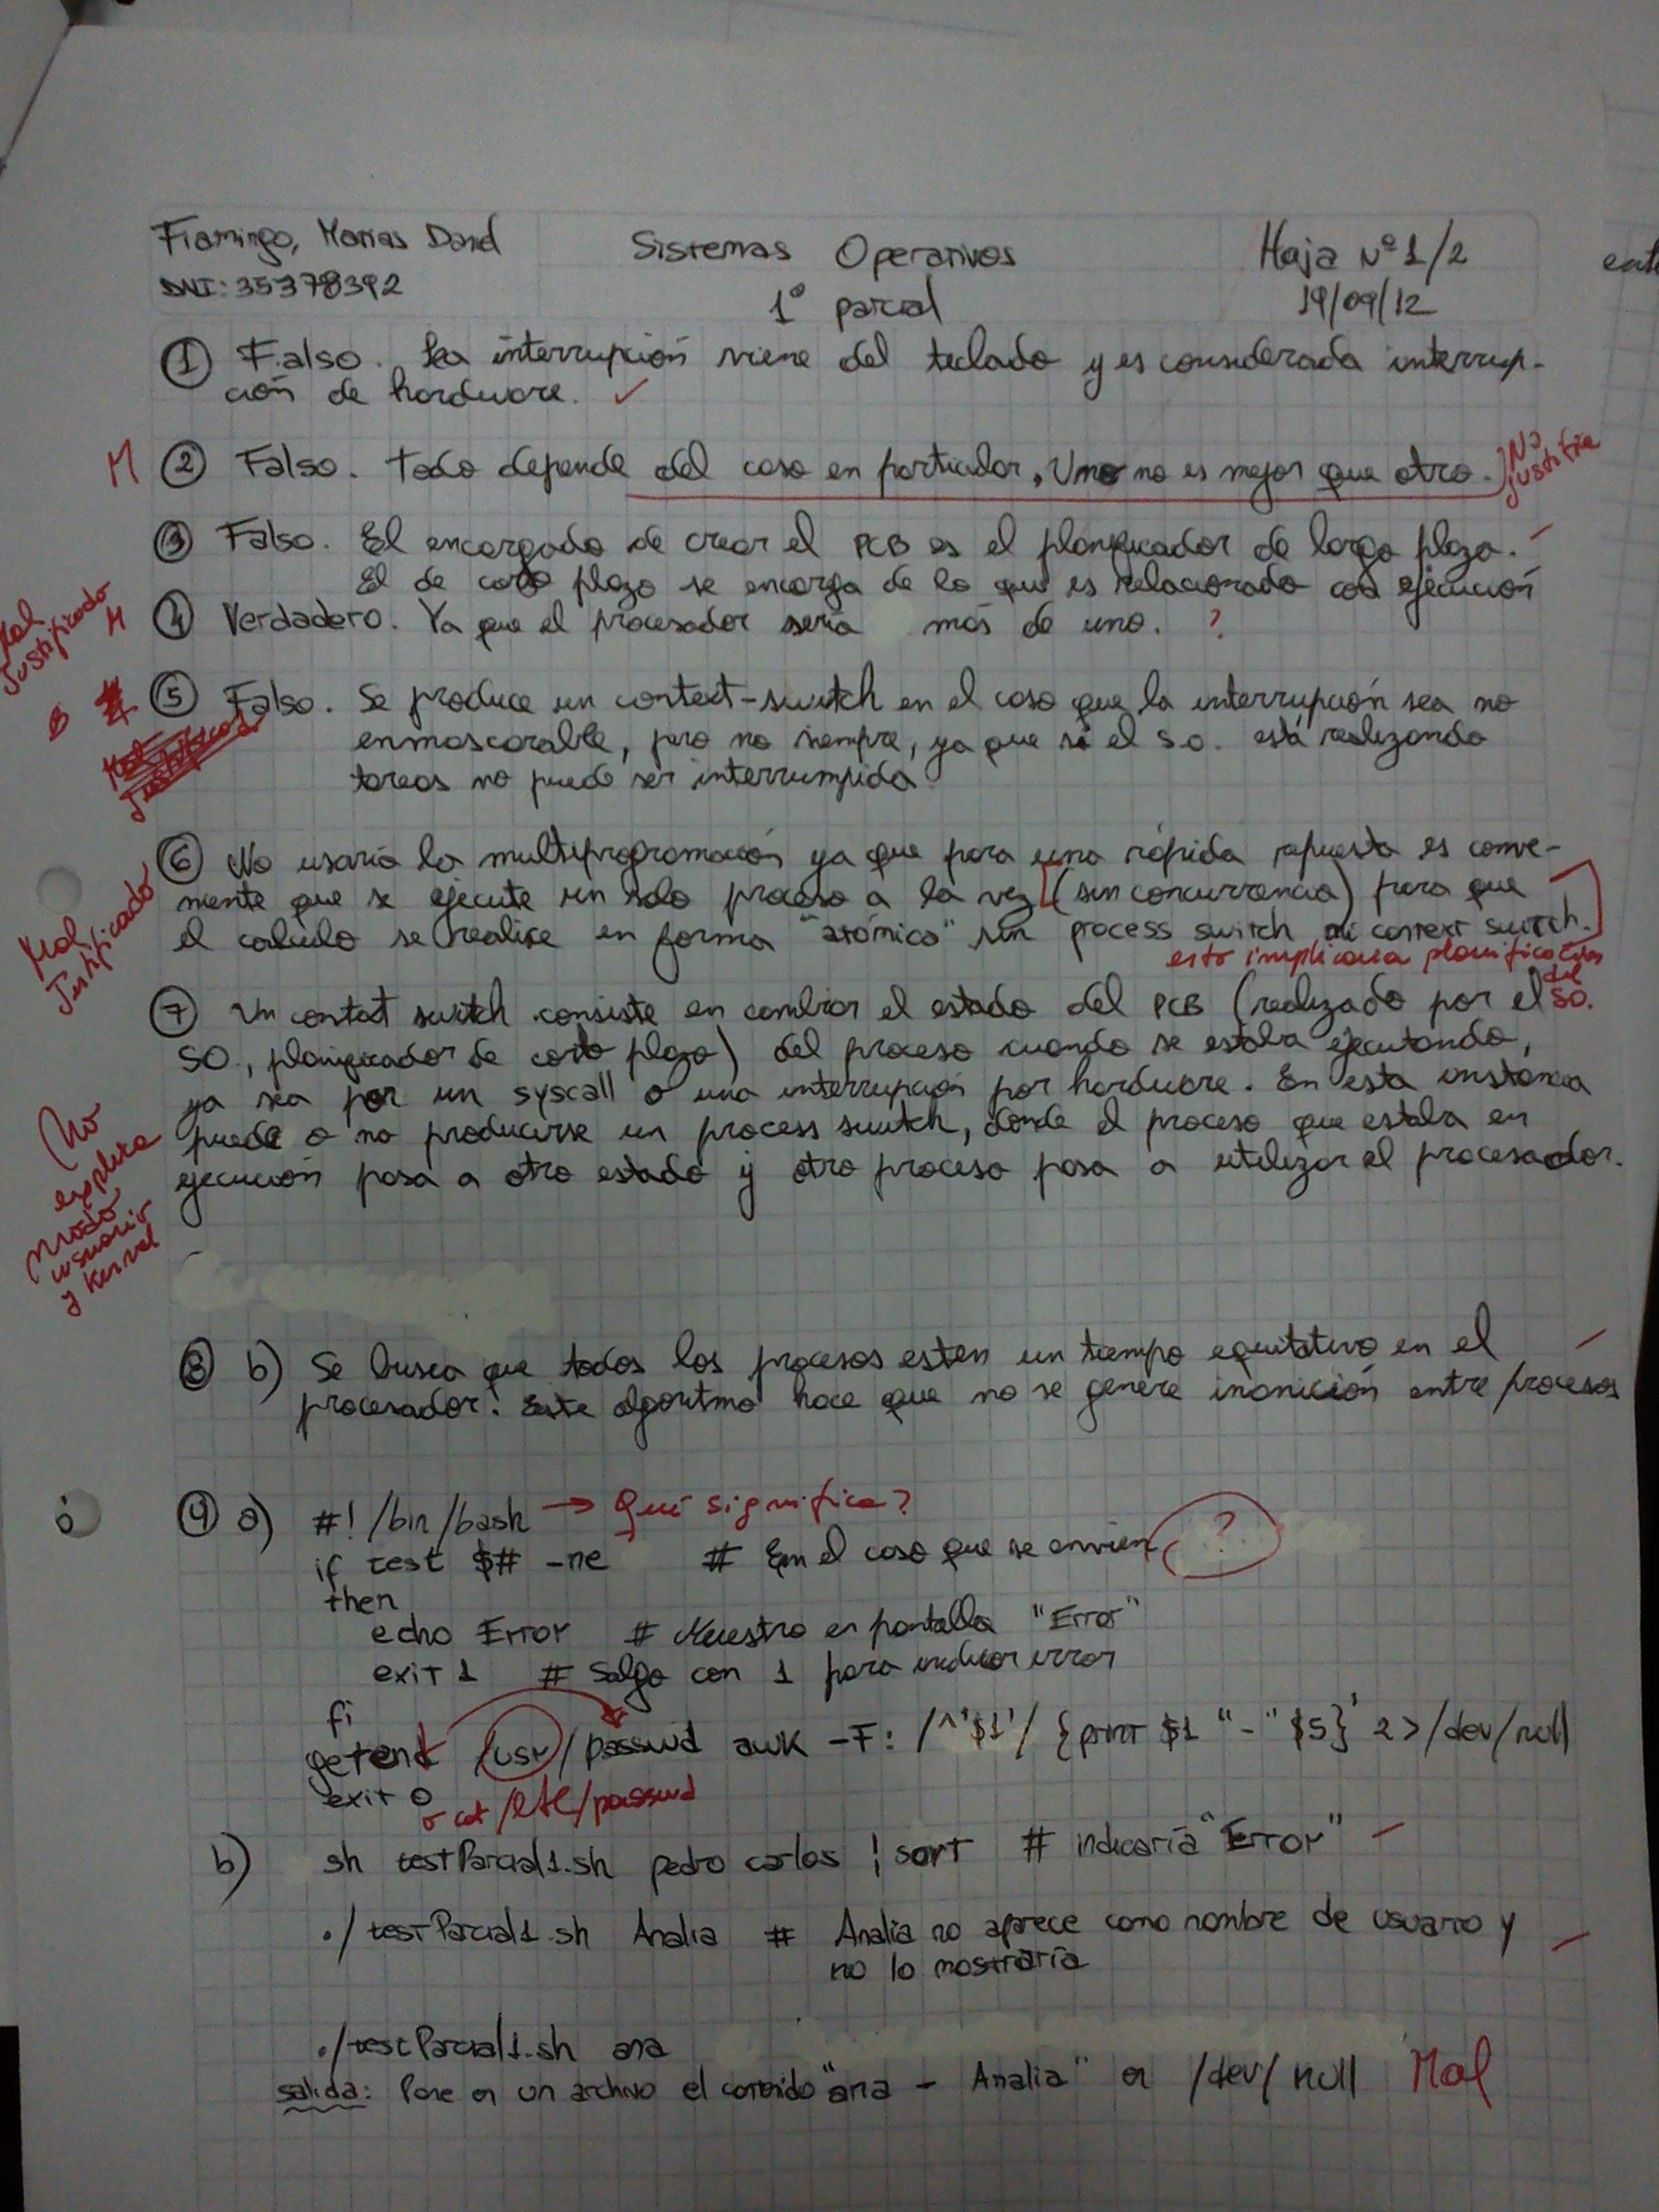 Fiamingo, Matías David
Sistemas Operativos
Hoja Nº 1/2
DNI: 35378392
1º parcial
19/09/12
① Falso. La interrupción viene del teclado y es considerada interrup-
ción de hardware. ✓
M ② Falso. Todo depende del caso en particular, Uno no es mejor que otro.
No justifica
③ Falso. El encargado de crear el PCB es el planificador de largo plazo.
El de corto plazo se encarga de lo que es relacionado con ejecución
Mal Justificado M
④ Verdadero. Ya que el procesador sería más de uno. ?
B
⑤ Falso. Se produce un context-switch en el caso que la interrupción sea no
enmascarable, pero no siempre, ya que si el S.O. está realizando
tareas no puede ser interrumpida
Mal Justificado
⑥ No usaría la multiprogramación ya que para una rápida respuesta es conve-
niente que se ejecute un solo proceso a la vez (sin concurrencia) para que
el calculo se realice en forma "atómica" sin process switch ni context switch.
esto implicaria planificación del SO.
⑦ Un context switch consiste en cambiar el estado del PCB (realizado por el
SO, planificador de corto plazo) del proceso cuando se estaba ejecutando,
ya sea por un syscall o una interrupción por hardware. En esta instancia
puede o no producirse un process switch, donde el proceso que estaba en
ejecución pasa a otro estado y otro proceso pasa a utilizar el procesador.
No explica modo usuario y Kernel
⑧ b) Se busca que todos los procesos esten un tiempo equitativo en el
procesador. Este algoritmo hace que no se genere inanición entre procesos
⑨ a) #! /bin/bash → Qué significa?
if test $# -ne # En el caso que se envien ?
then
echo Error # Muestro en pantalla "Error"
exit 1 # Salgo con 1 para indicar error
fi
getent /usr/passwd awk -F: /^'$1'/ {print $1 "-" $5}' 2>/dev/null
exit 0
o cat /etc/passwd
b) sh testParcial1.sh pedro carlos | sort # indicaría "Error"
./testParcial1.sh Analia # Analía no aparece como nombre de usuario y
no lo mostraría
./testParcial1.sh ana
salida: Pone en un archivo el contenido "ana - Analia" en /dev/null Mal